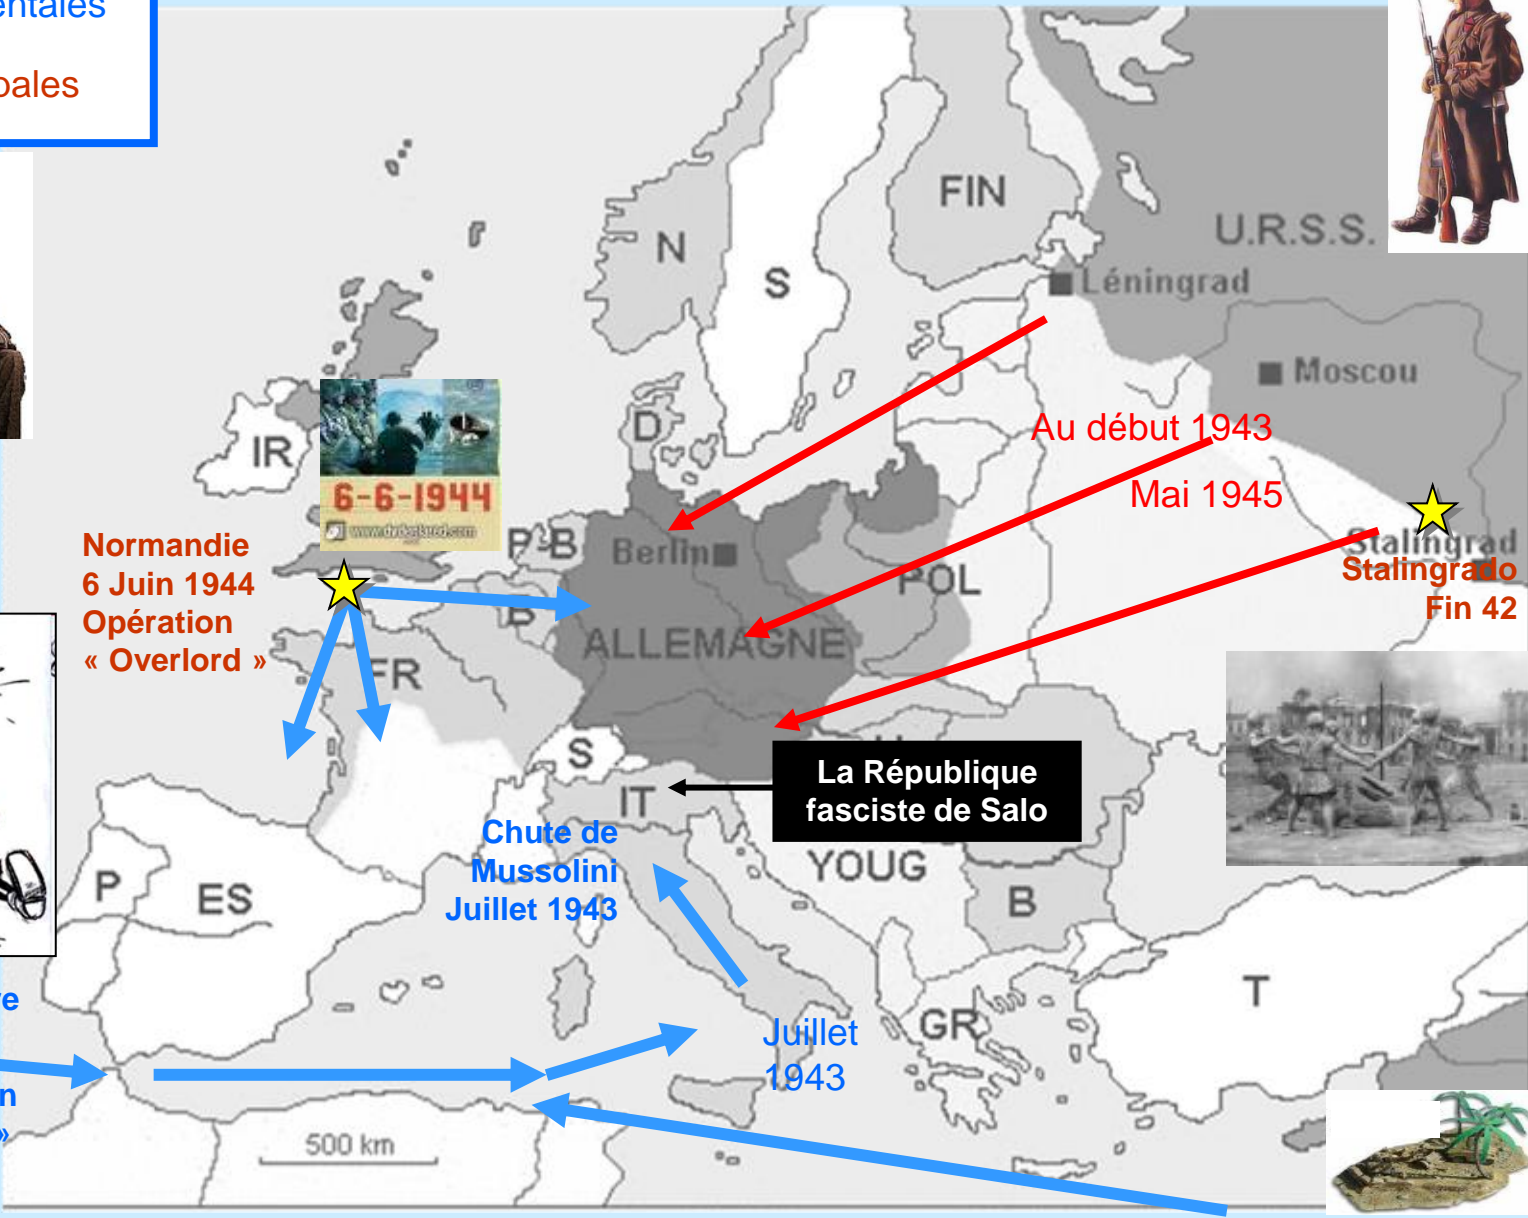 entales
pales
FIN
U.R.S.S.
N
S
Léningrad
Moscou
IR
D
Au début 1943
6-6-1944
Mai 1945
Normandie
6 Juin 1944
Opération
« Overlord »
P-B
Berlin
Stalingrad
Stalingrado
Fin 42
POL
B
ALLEMAGNE
FR
S
La République
fasciste de Salo
IT
Chute de
Mussolini
Juillet 1943
YOUG
P
ES
B
T
GR
Juillet
1943
re
n
»
500 km